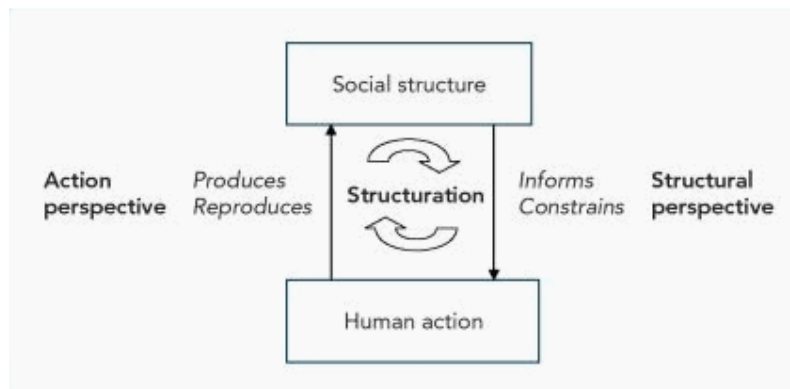 Social structure
Action
perspective
Produces
Reproduces
Structuration
Informs
Constrains
Structural
perspective
Human action